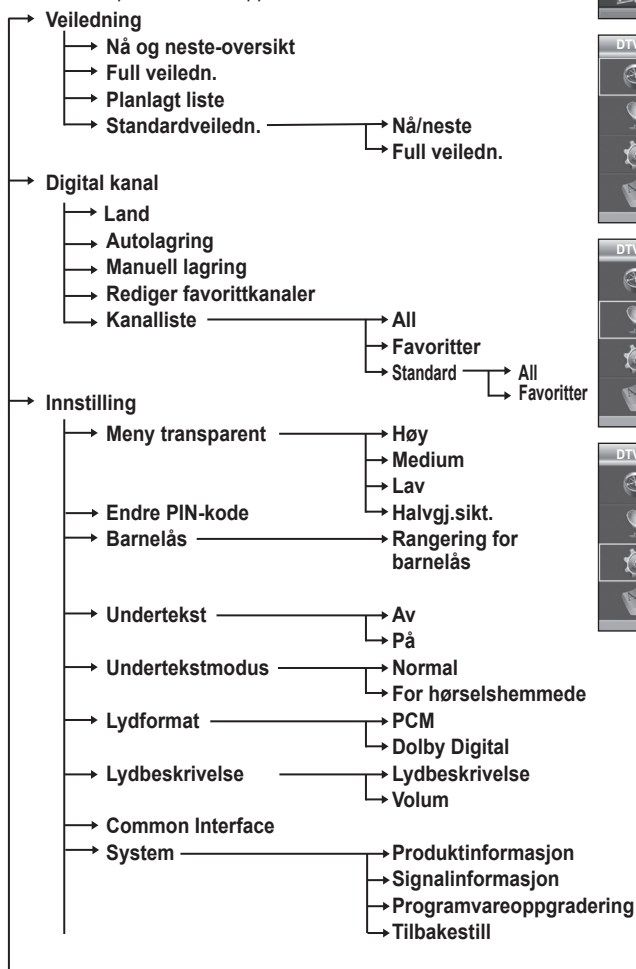 Veiledning
Nå og neste-oversikt
Full veiledn.
Planlagt liste
Standardveiledn.
Nå/neste
Full veiledn.
Digital kanal
Land
Autolagring
Manuell lagring
Rediger favorittkanaler
Kanalliste
All
Favoritter
Standard
All
Favoritter
Innstilling
Meny transparent
Høy
Medium
Lav
Halvgj.sikt.
Endre PIN-kode
Barnelås
Rangering for
barnelås
Undertekst
Av
På
Undertekstmodus
Normal
For hørselshemmede
Lydformat
PCM
Dolby Digital
Lydbeskrivelse
Lydbeskrivelse
Volum
Common Interface
System
Produktinformasjon
Signalinformasjon
Programvareoppgradering
Tilbakestill